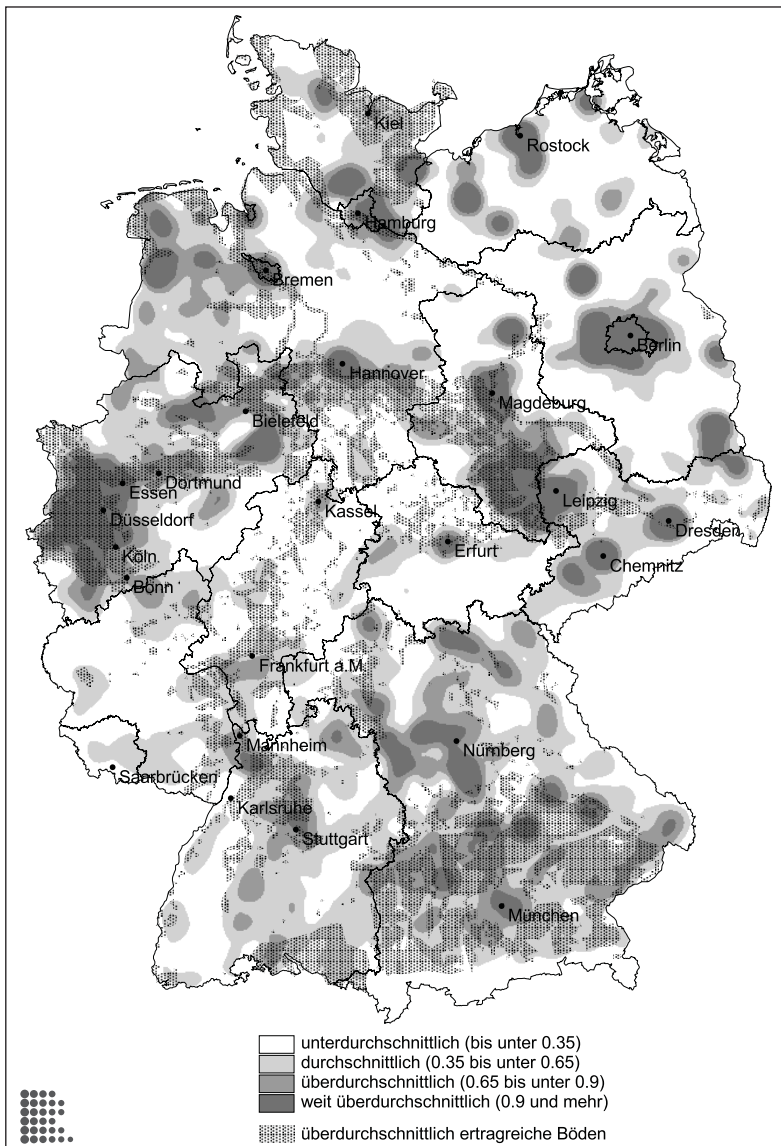 Kiel
Rostock
Hamburg
Bremen
Berlin
Hannover
Magdeburg
Bielefeld
Dortmund
Essen
Leipzig
Kassel
Düsseldorf
Dresden
Erfurt
Köln
Chemnitz
Bonn
Frankfurt a.M.
Mannheim
Nürnberg
Saarbrücken
Karlsruhe
Stuttgart
München
unterdurchschnittlich (bis unter 0.35)
durchschnittlich (0.35 bis unter 0.65)
überdurchschnittlich (0.65 bis unter 0.9)
weit überdurchschnittlich (0.9 und mehr)
überdurchschnittlich ertragreiche Böden